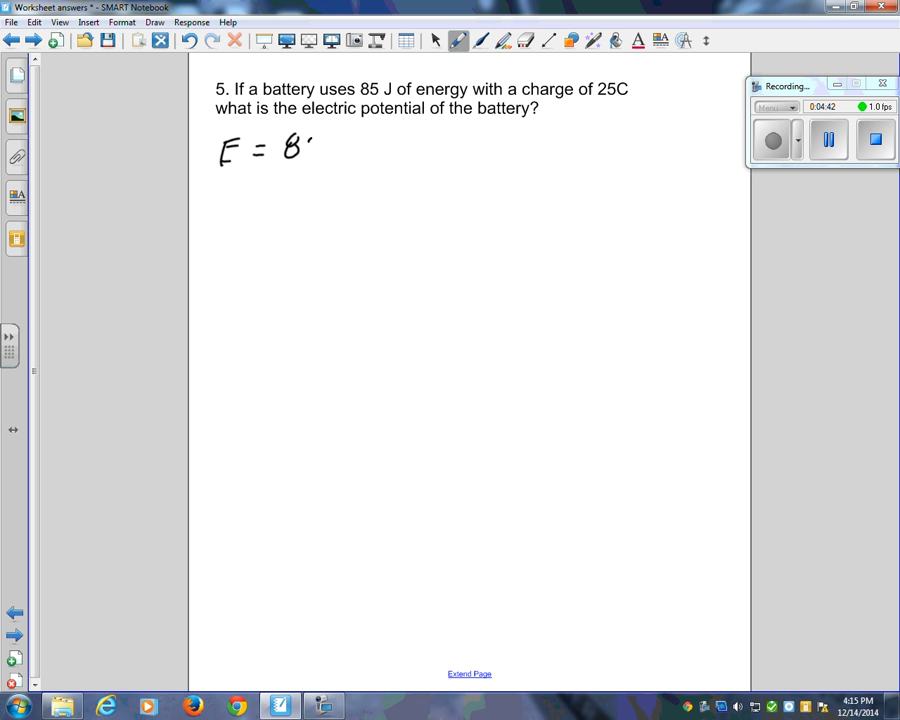 Worksheet answers * - SMART Notebook
File Edit View Insert Format Draw Response Help
5. If a battery uses 85 J of energy with a charge of 25C
what is the electric potential of the battery?
E = 8
Recording...
Menu
0:04:42
1.0 fps
Extend Page
4:15 PM
12/14/2014